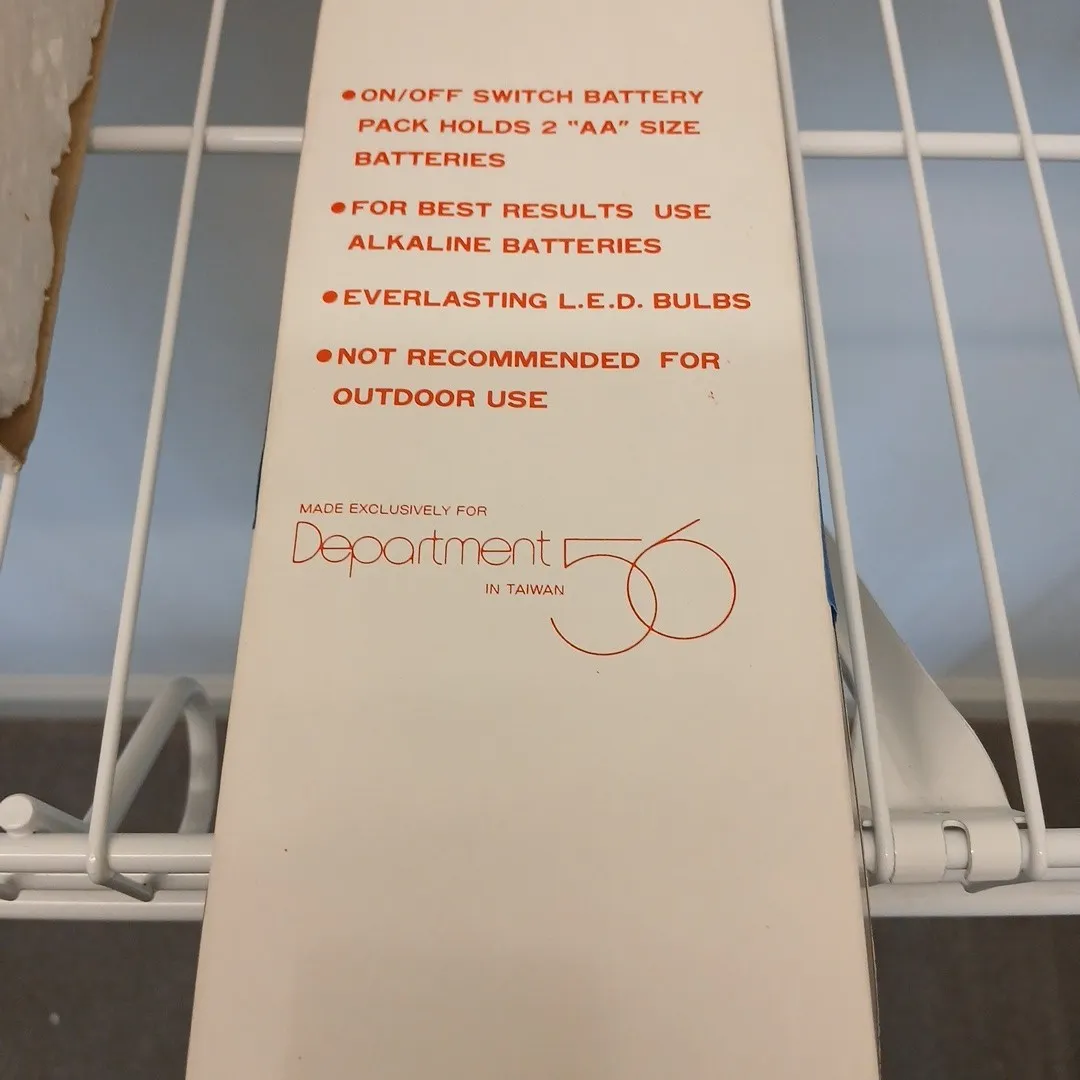 ●ON/OFF SWITCH BATTERY
PACK HOLDS 2 "AA" SIZE
BATTERIES
●FOR BEST RESULTS USE
ALKALINE BATTERIES
●EVERLASTING L.E.D. BULBS
●NOT RECOMMENDED FOR
OUTDOOR USE
MADE EXCLUSIVELY FOR
Department 56
IN TAIWAN